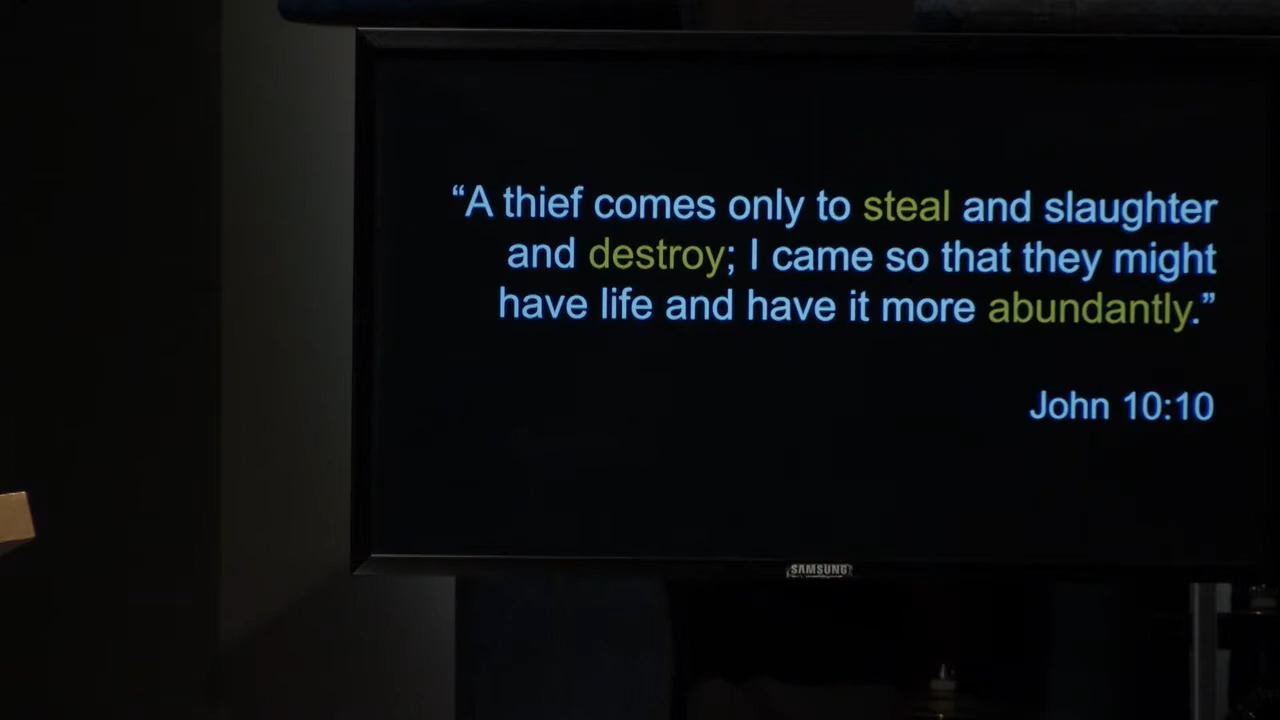 “A thief comes only to steal and slaughter
and destroy; I came so that they might
have life and have it more abundantly.”
John 10:10
SAMSUNG